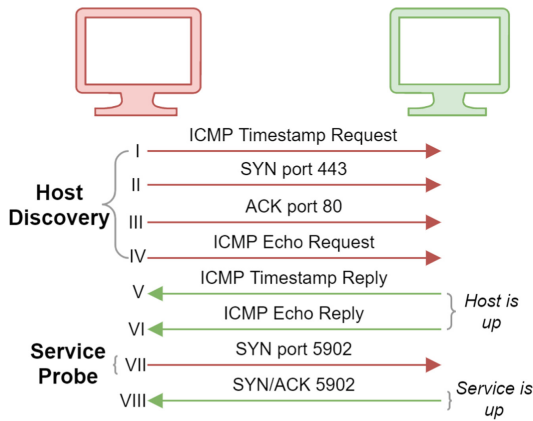 I ICMP Timestamp Request
II SYN port 443
Host
Discovery
III ACK port 80
IV ICMP Echo Request
V ICMP Timestamp Reply
Host is
up
VI ICMP Echo Reply
Service
Probe
VII SYN port 5902
VIII SYN/ACK 5902
Service is
up